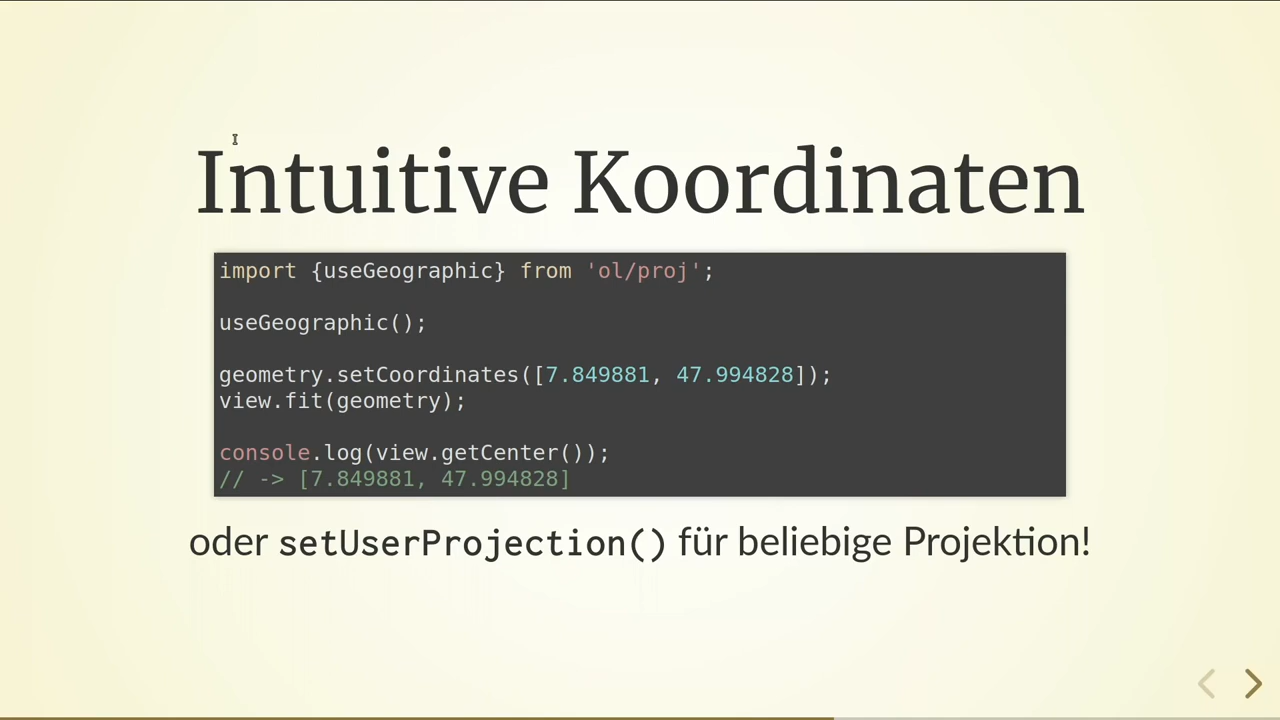 Intuitive Koordinaten
import {useGeographic} from 'ol/proj';
useGeographic();
geometry.setCoordinates([7.849881, 47.994828]);
view.fit(geometry);
console.log(view.getCenter());
// -> [7.849881, 47.994828]
oder setUserProjection() für beliebige Projektion!